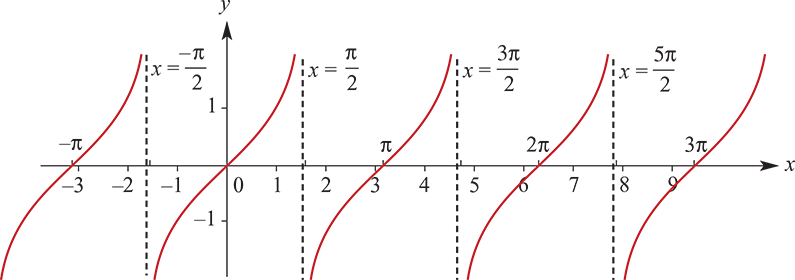 y
x = –π/2
x = π/2
x = 3π/2
x = 5π/2
1
–π
π
2π
3π
x
–3 –2 –1 0 1 2 3 4 5 6 7 8 9
–1